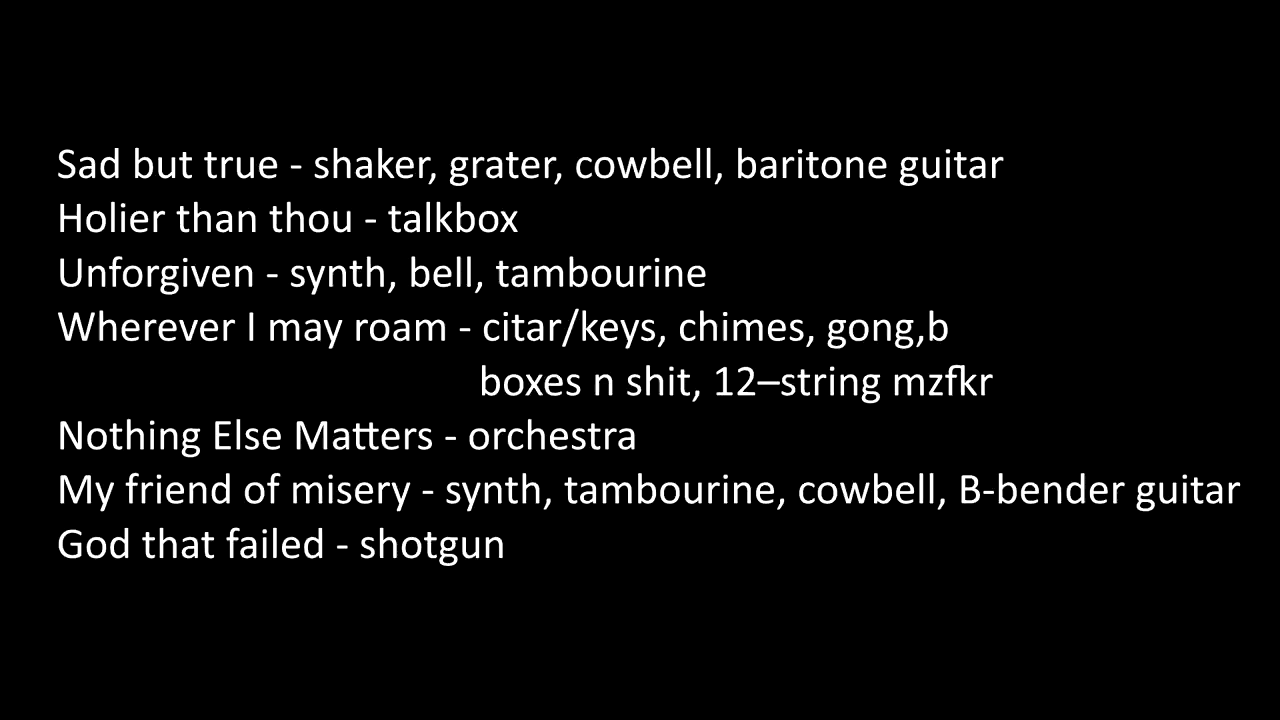 Sad but true - shaker, grater, cowbell, baritone guitar
Holier than thou - talkbox
Unforgiven - synth, bell, tambourine
Wherever I may roam - citar/keys, chimes, gong,b
boxes n shit, 12–string mzfkr
Nothing Else Matters - orchestra
My friend of misery - synth, tambourine, cowbell, B-bender guitar
God that failed - shotgun